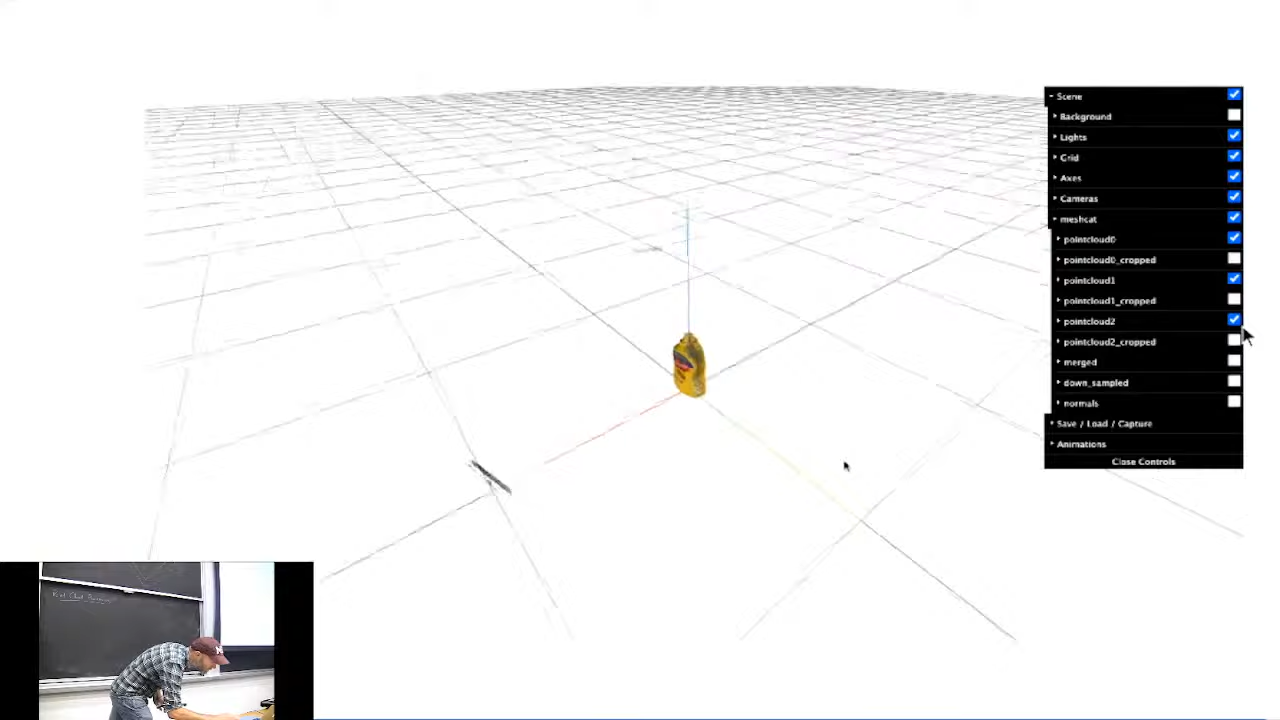 Scene
Background
Lights
Grid
Axes
Cameras
meshcat
pointcloud0
pointcloud0_cropped
pointcloud1
pointcloud1_cropped
pointcloud2
pointcloud2_cropped
merged
down_sampled
normals
Save / Load / Capture
Animations
Close Controls